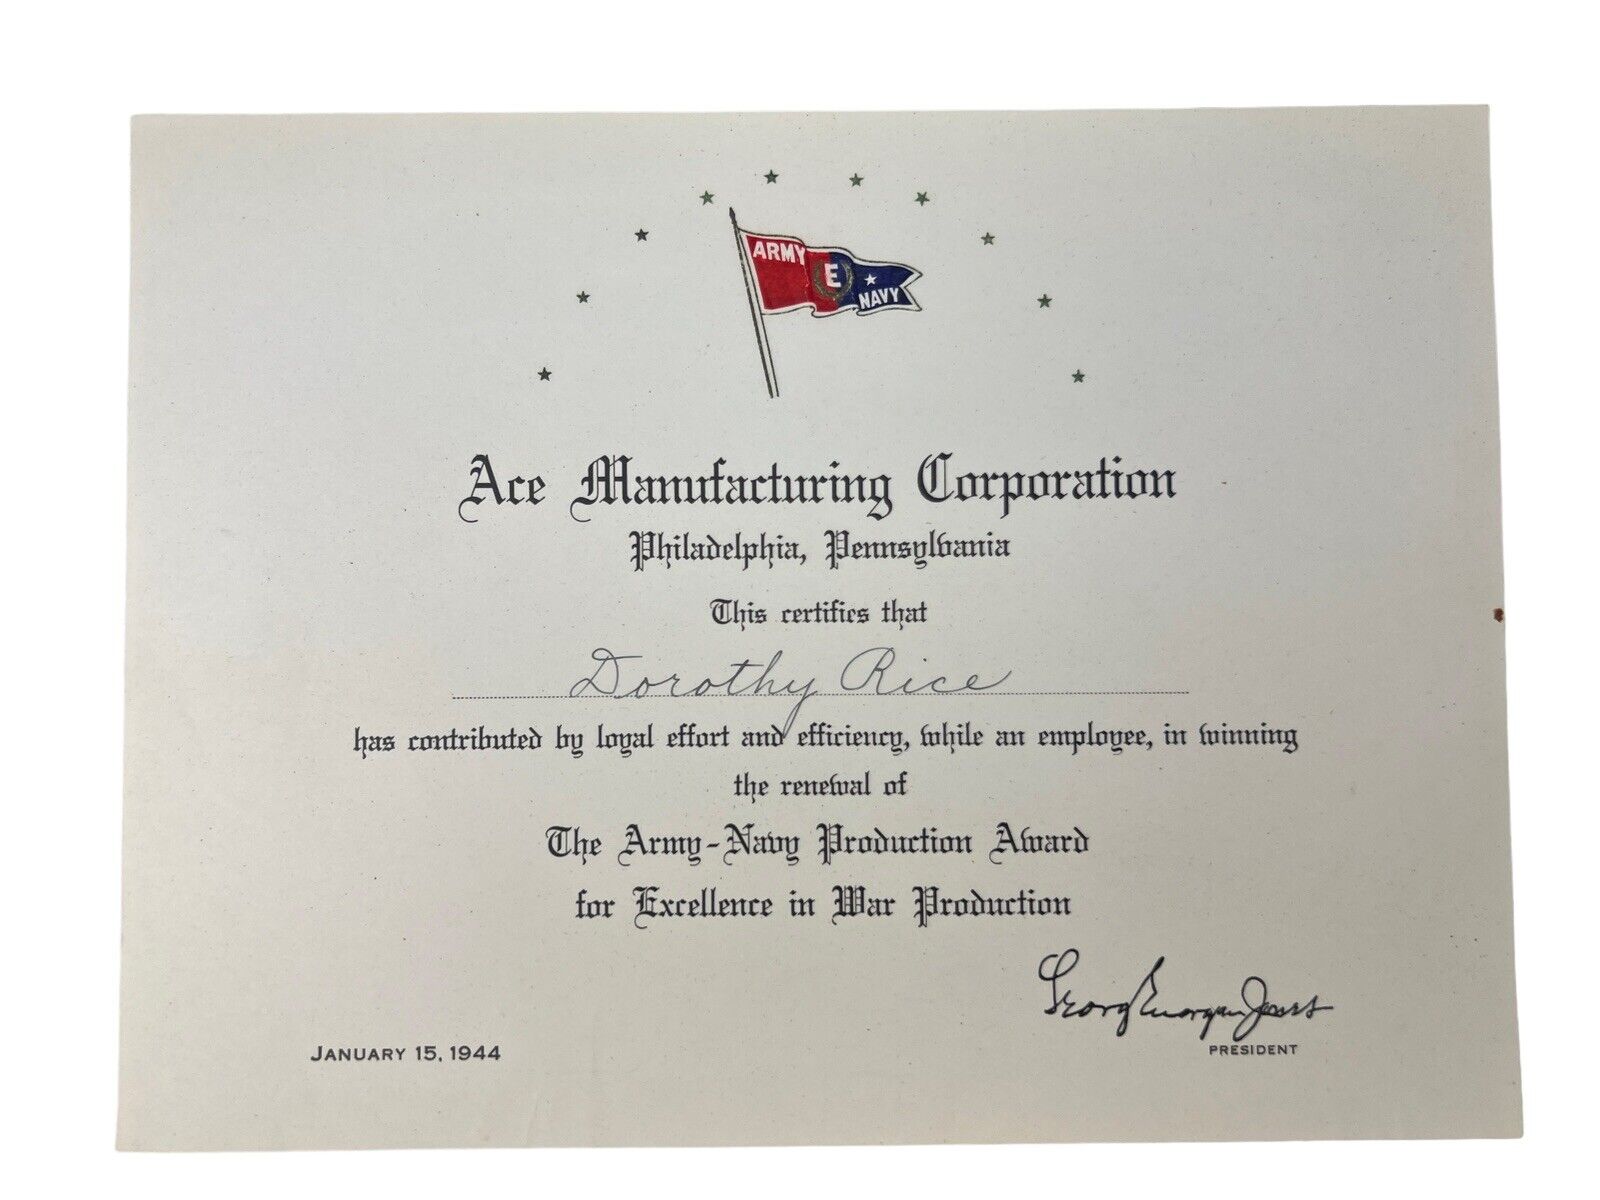 ARMY
E
NAVY
Ace Manufacturing Corporation
Philadelphia, Pennsylvania
This certifies that
Dorothy Rice
has contributed by loyal effort and efficiency, while an employee, in winning
the renewal of
The Army-Navy Production Award
for Excellence in War Production
JANUARY 15, 1944
PRESIDENT